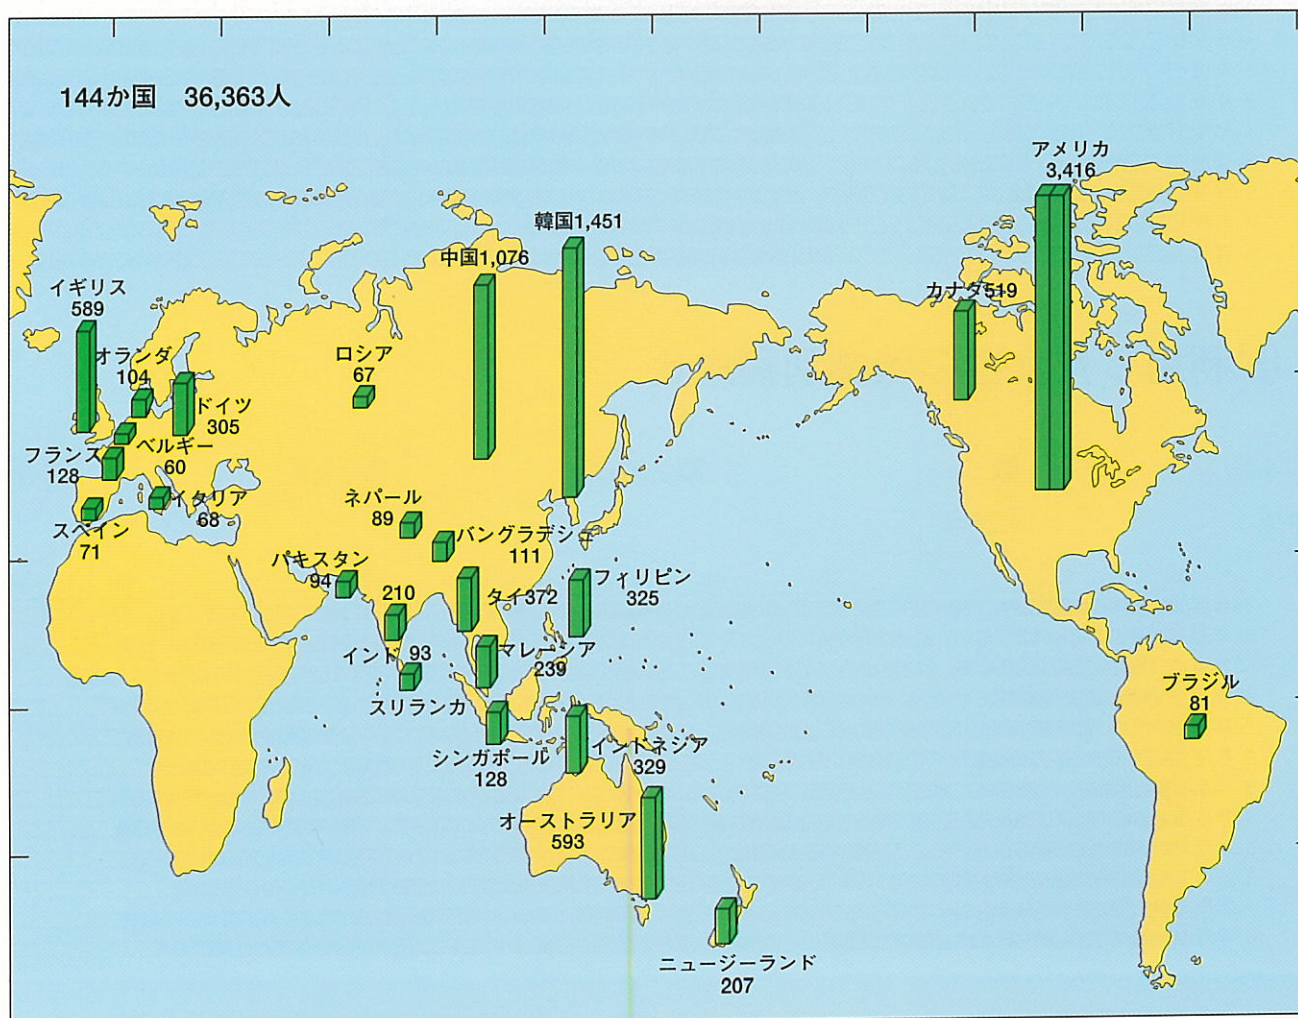 144か国 36,363人
アメリカ
3,416
韓国1,451
中国1,076
イギリス
589
カナダ519
オランダ
104
ロシア
67
ドイツ
305
フランス
128
ベルギー
60
イタリア
68
スペイン
71
ネパール
89
バングラデシュ
111
パキスタン
94
210
インド
タイ372
フィリピン
325
93
スリランカ
マレーシア
239
ブラジル
81
シンガポール
128
インドネシア
329
オーストラリア
593
ニュージーランド
207